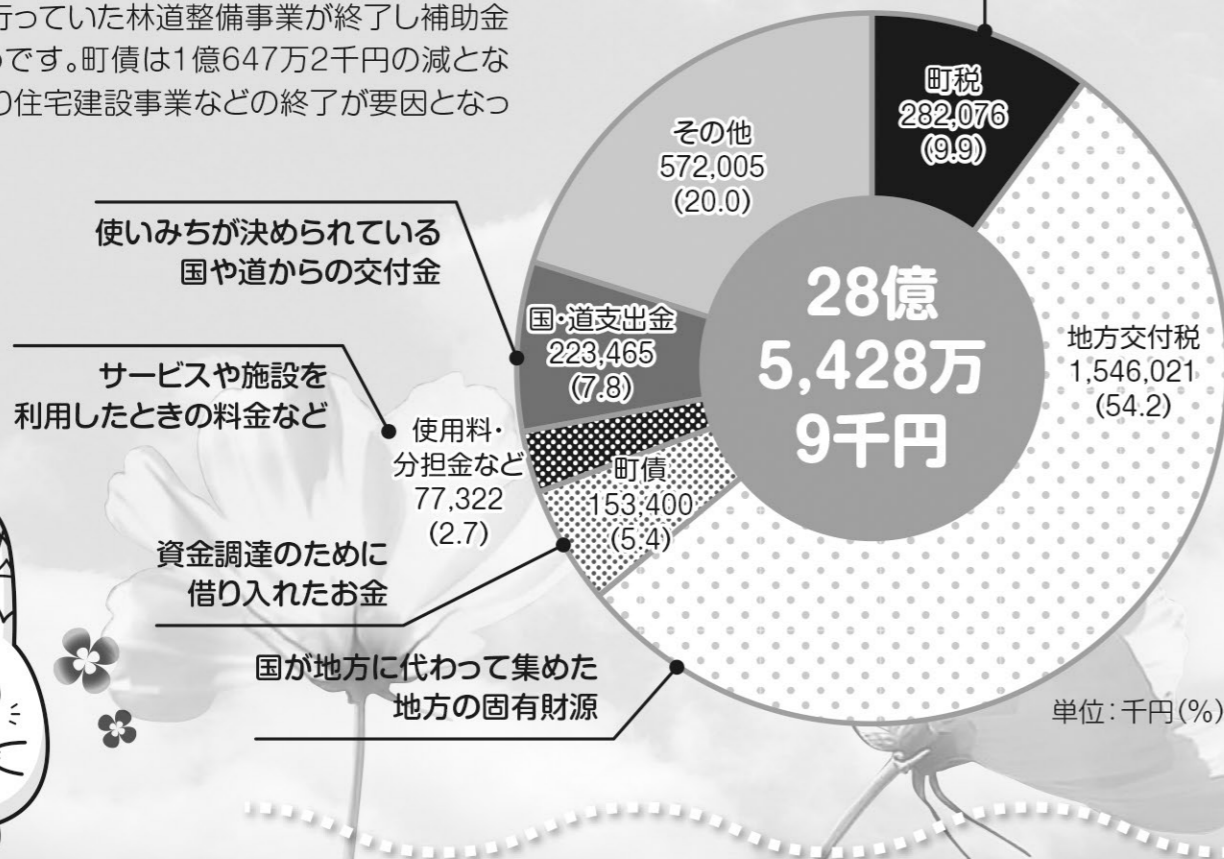 行っていた林道整備事業が終了し補助金
です。町債は1億647万2千円の減とな
住宅建設事業などの終了が要因となっ
町税
282,076
(9.9)
その他
572,005
(20.0)
使いみちが決められている
国や道からの交付金
国・道支出金
223,465
(7.8)
28億
5,428万
9千円
地方交付税
1,546,021
(54.2)
サービスや施設を
利用したときの料金など
使用料・
分担金など
77,322
(2.7)
町債
153,400
(5.4)
資金調達のために
借り入れたお金
国が地方に代わって集めた
地方の固有財源
単位:千円(%)